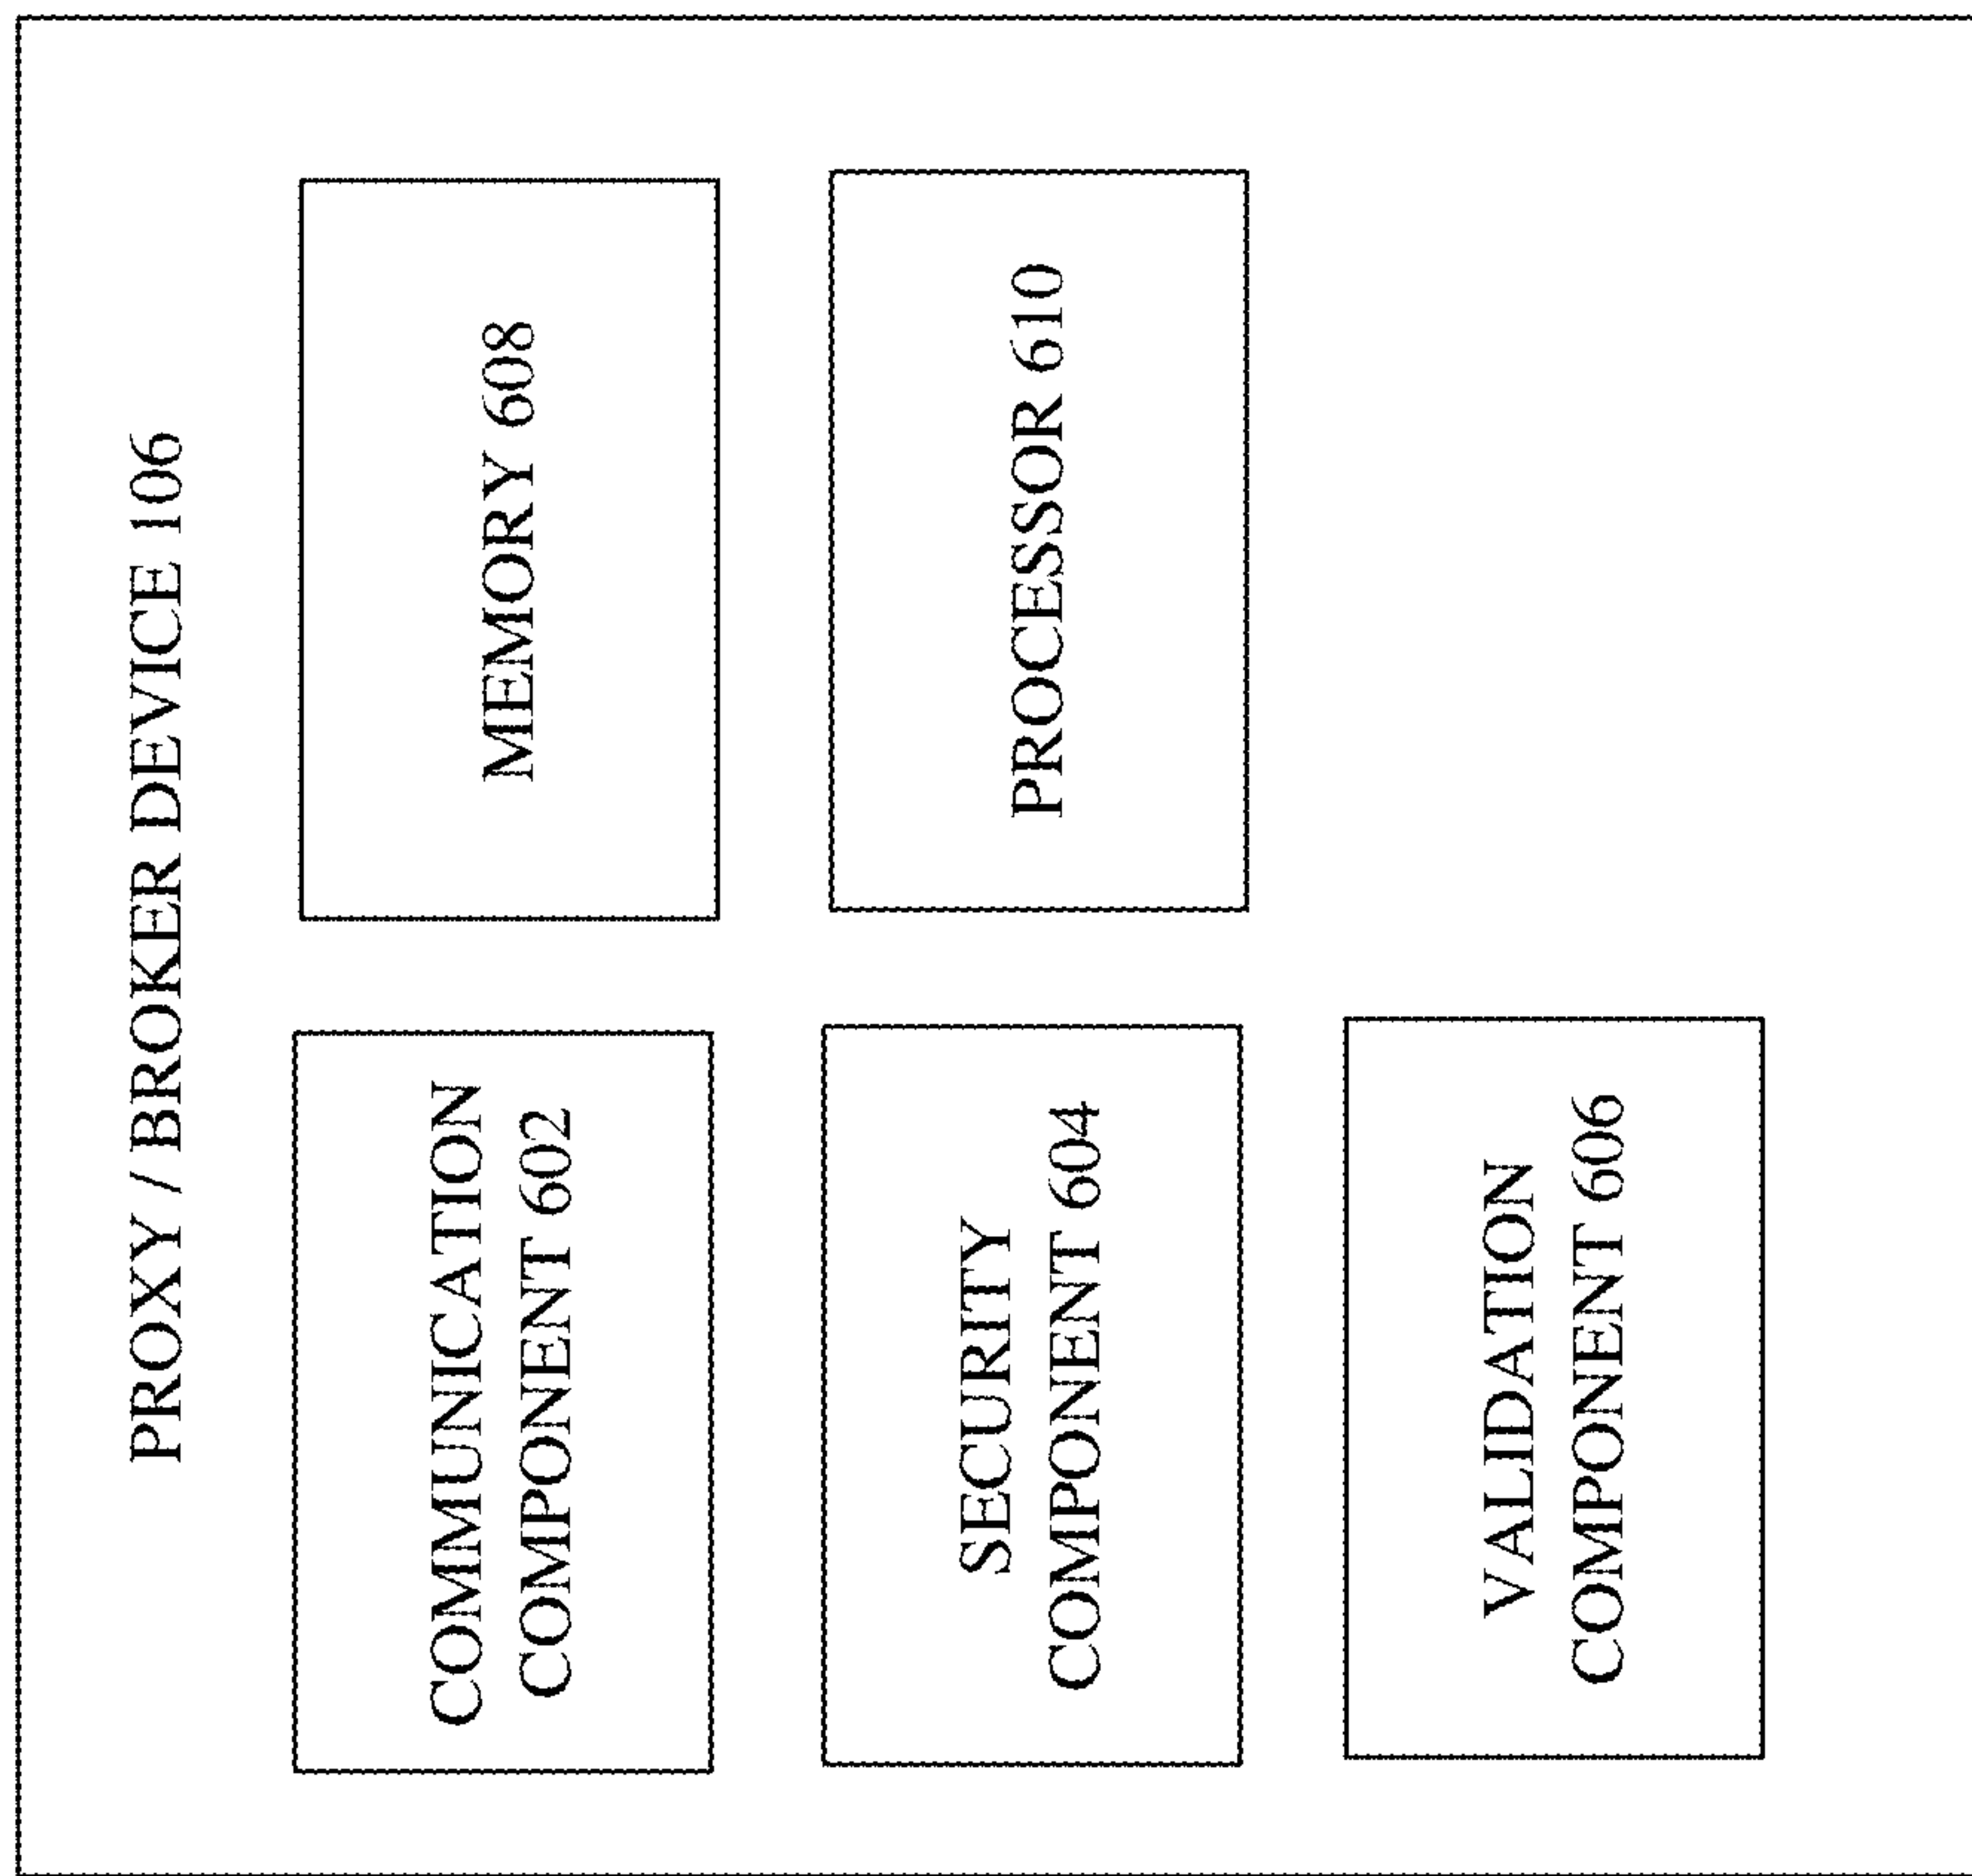 PROXY / BROKER DEVICE 106
COMMUNICATION
COMPONENT 602
MEMORY 608
SECURITY
COMPONENT 604
PROCESSOR 610
VALIDATION
COMPONENT 606